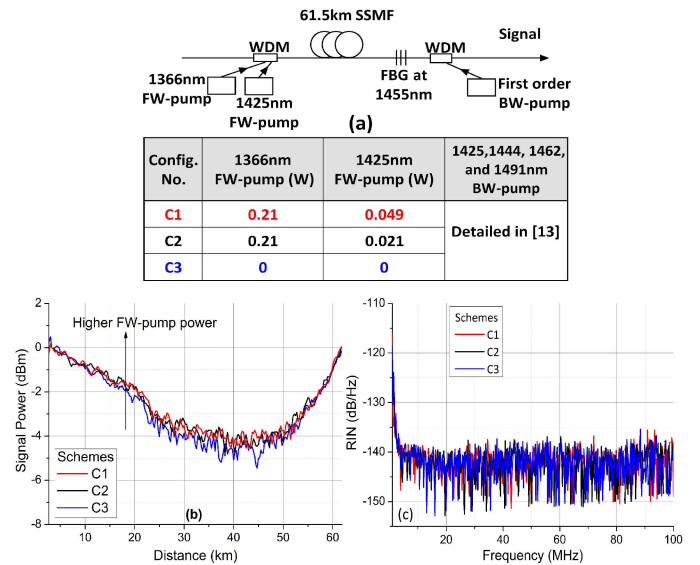 61.5km SSMF
WDM
WDM
Signal
1366nm
FW-pump
1425nm
FW-pump
FBG at
1455nm
First order
BW-pump
(a)
Config.
No.
1366nm
FW-pump (W)
1425nm
FW-pump (W)
1425,1444, 1462,
and 1491nm
BW-pump
C1
0.21
0.049
Detailed in [13]
C2
0.21
0.021
C3
0
0
2
0
-2
-4
-6
-8
Signal Power (dBm)
Higher FW-pump power
Schemes
C1
C2
C3
(b)
10
20
30
40
50
60
Distance (km)
-110
-120
-130
-140
-150
RIN (dB/Hz)
Schemes
C1
C2
C3
(c)
20
40
60
80
100
Frequency (MHz)